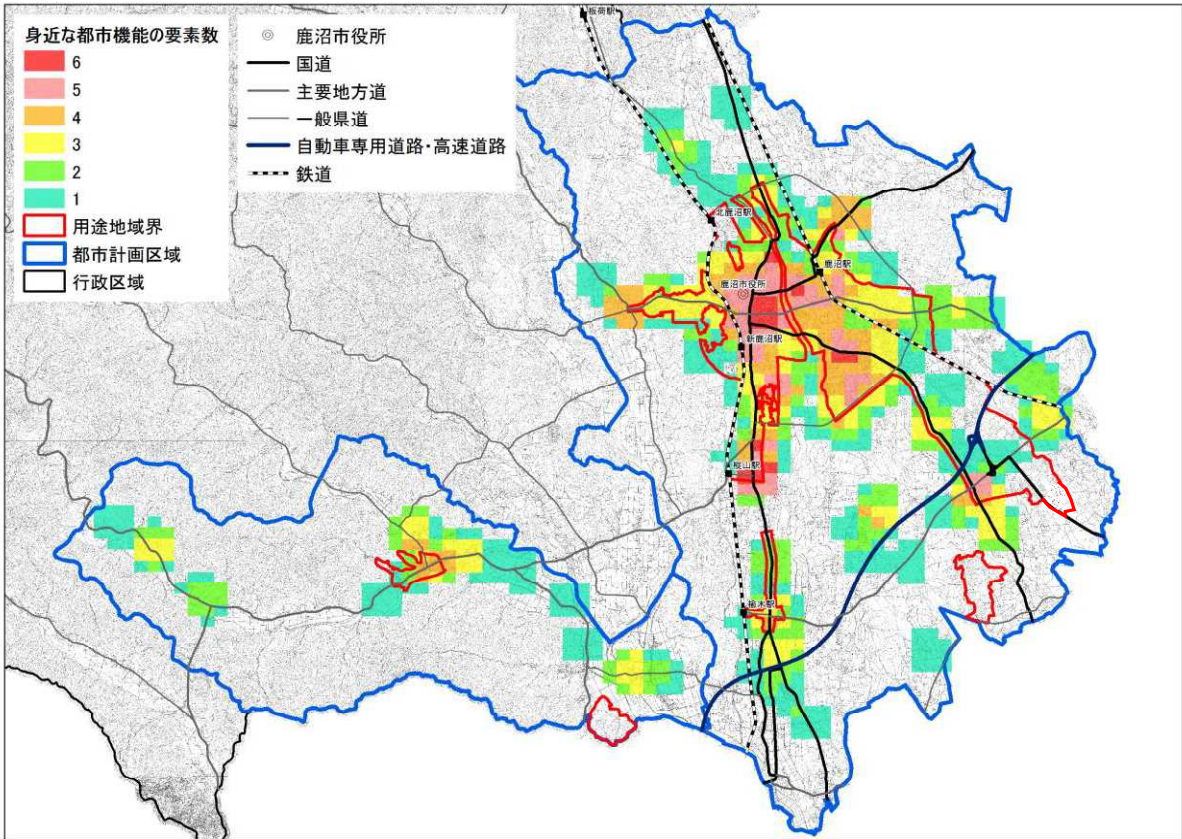 身近な都市機能の要素数
6
5
4
3
2
1
用途地域界
都市計画区域
行政区域
鹿沼市役所
国道
主要地方道
一般県道
自動車専用道路・高速道路
鉄道
板荷駅
北鹿沼駅
鹿沼駅
鹿沼市役所
新鹿沼駅
樅山駅
楡木駅